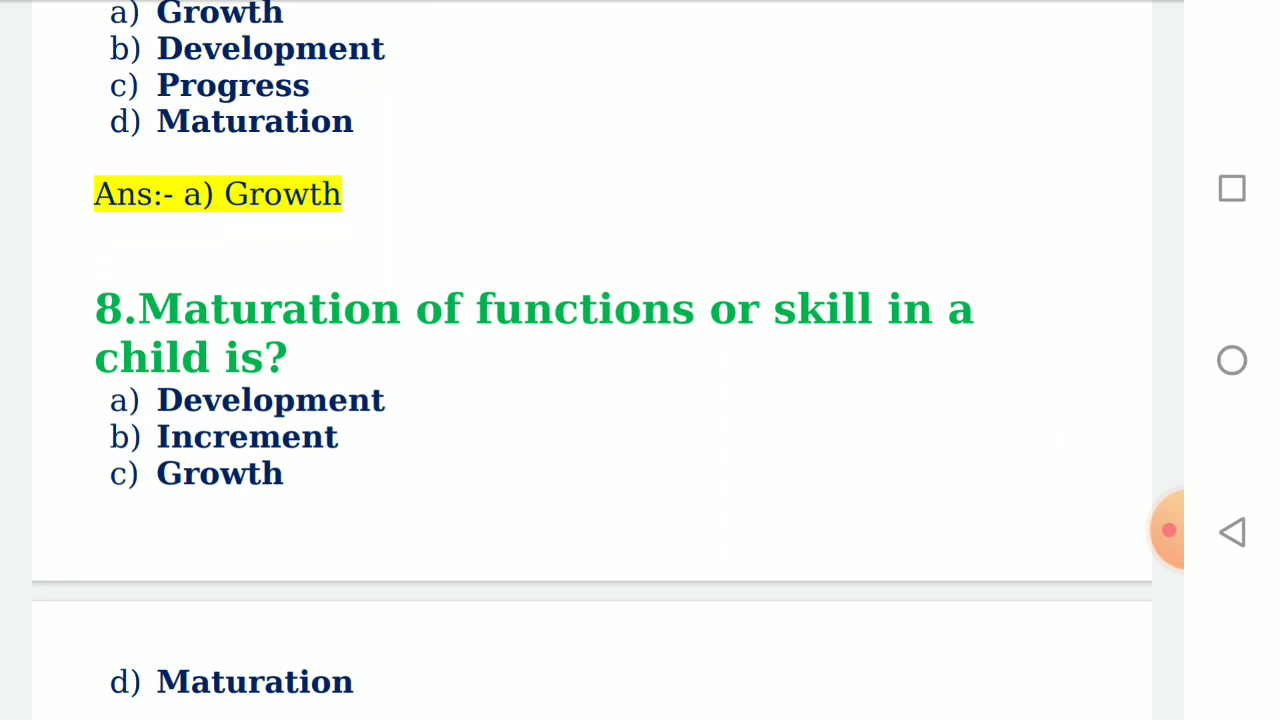 a) Growth
b) Development
c) Progress
d) Maturation
Ans:- a) Growth
8.Maturation of functions or skill in a
child is?
a) Development
b) Increment
c) Growth
d) Maturation